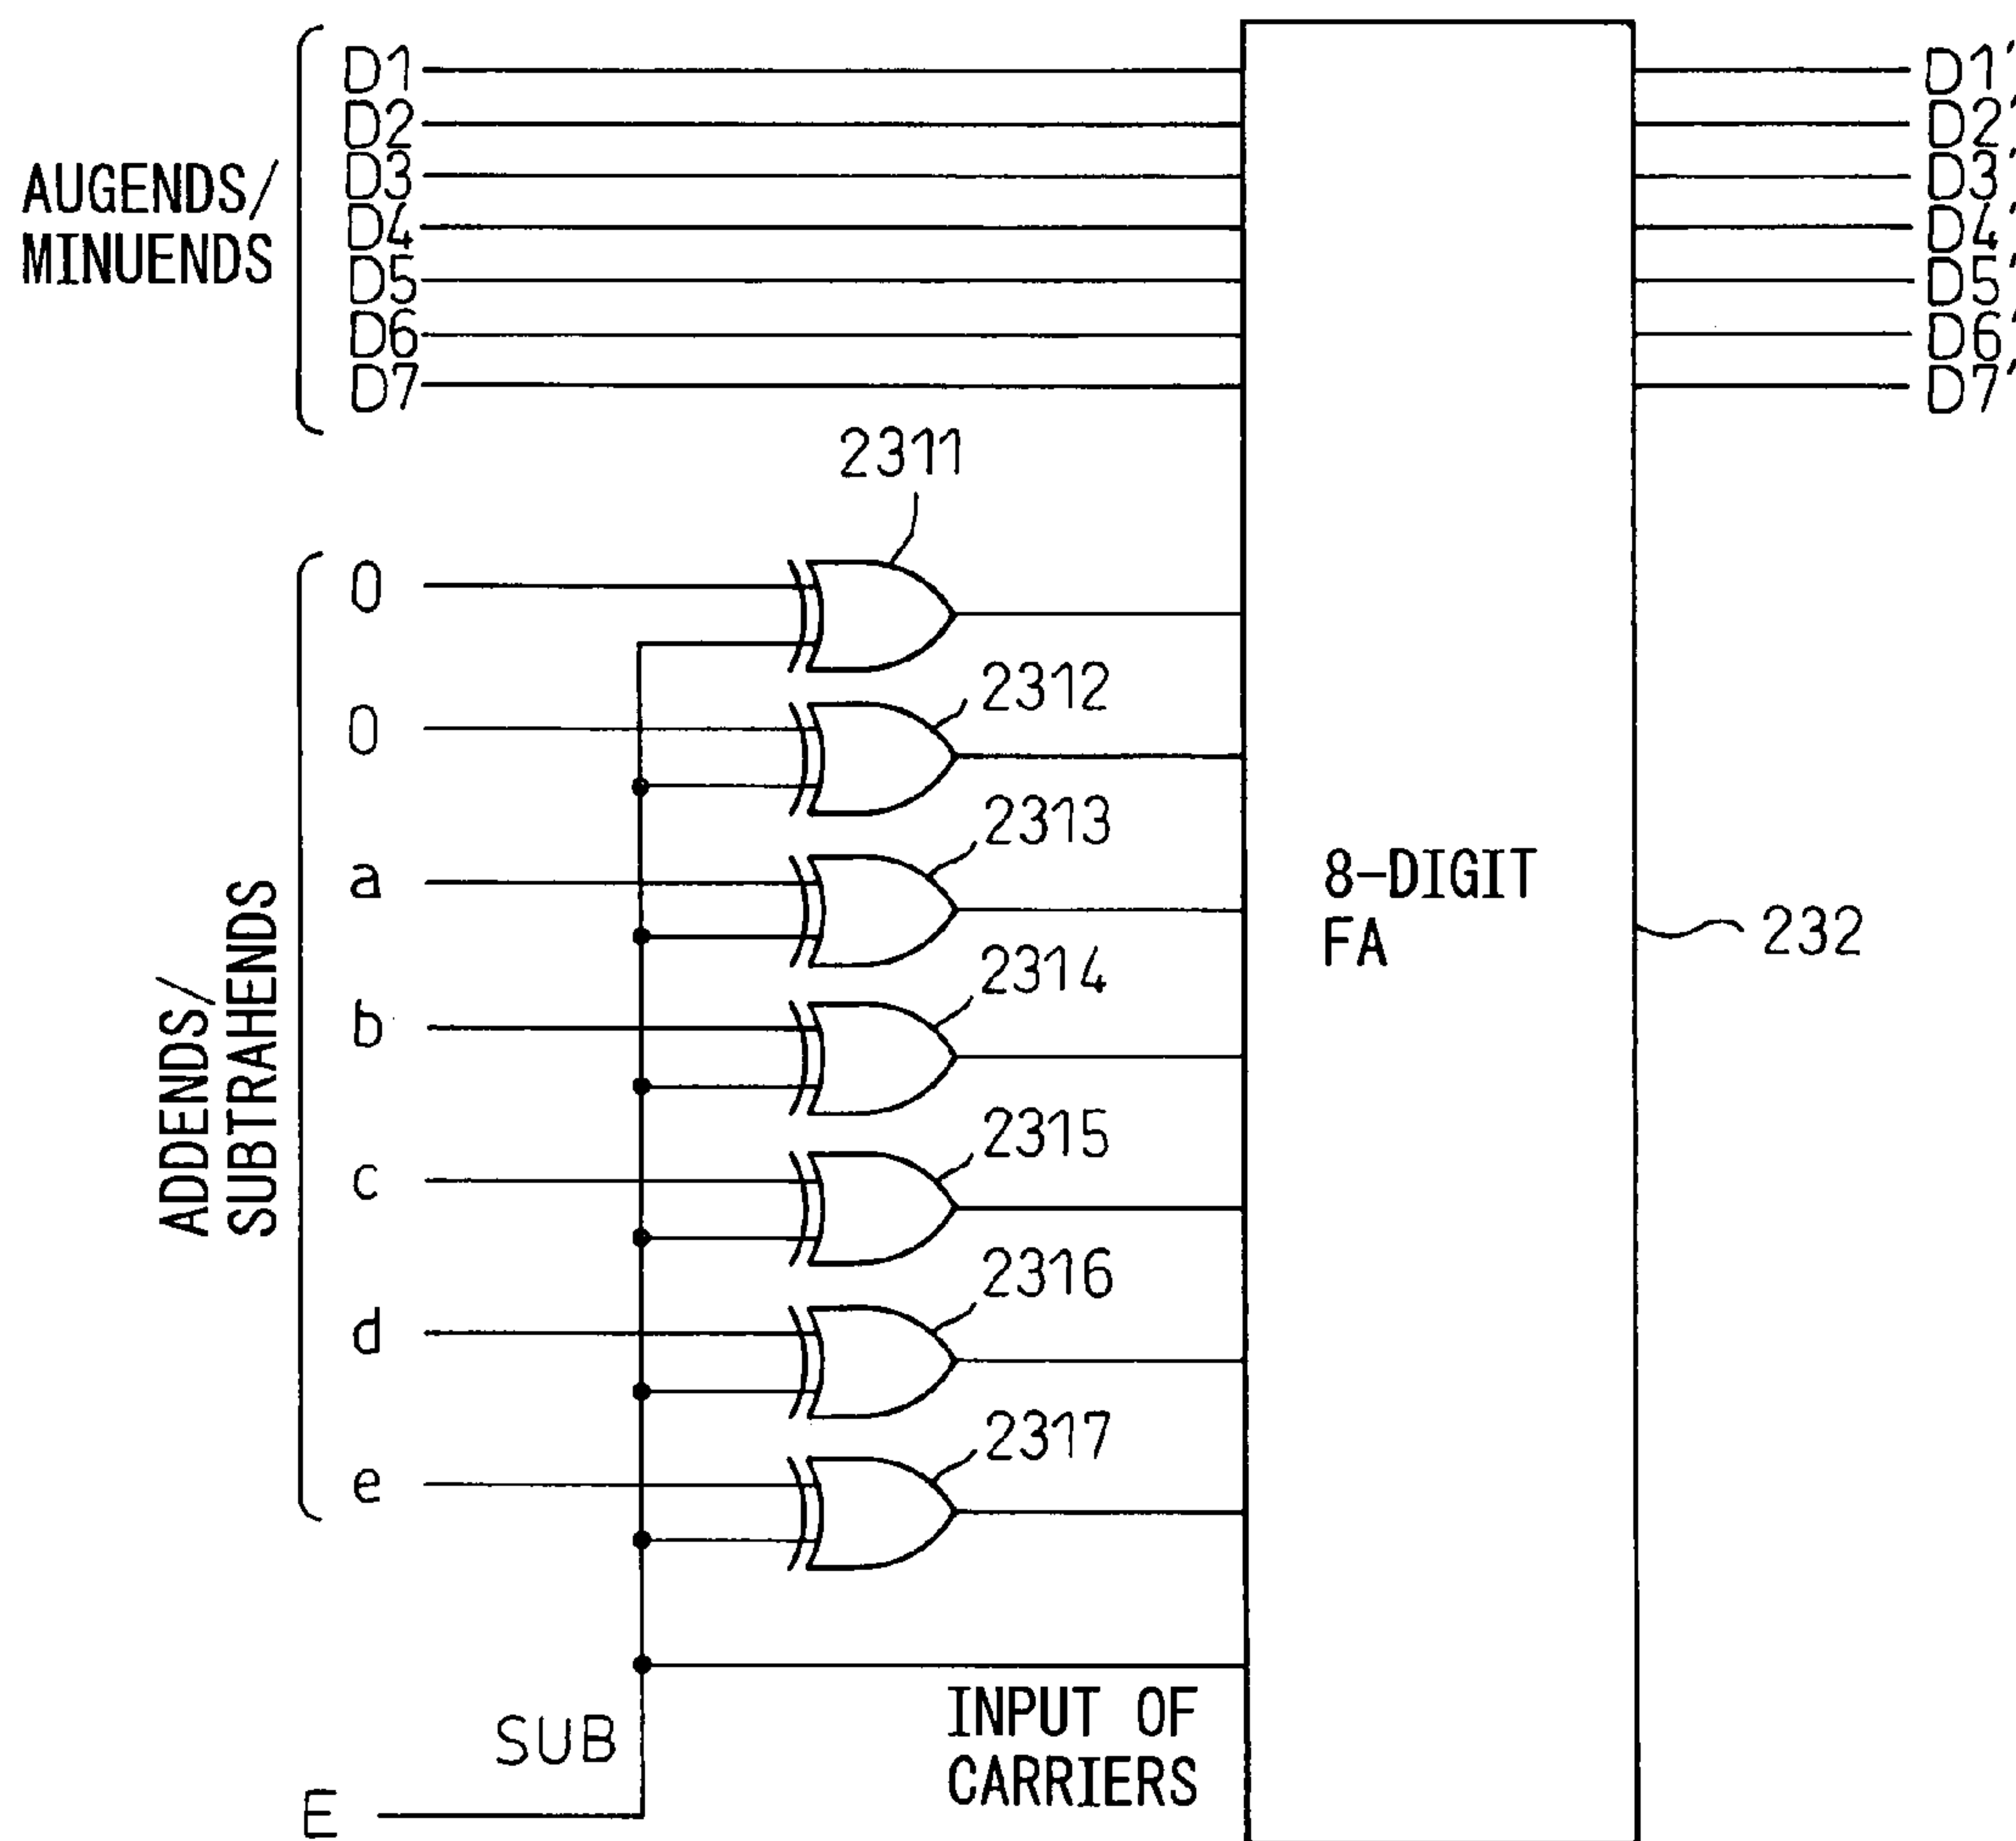 AUGENDS/
MINUENDS
D1
D2
D3
D4
D5
D6
D7
D1'
D2'
D3'
D4'
D5'
D6'
D7'
2311
0
2312
0
2313
a
2314
b
2315
c
2316
d
2317
e
ADDENDS/
SUBTRAHENDS
8-DIGIT
FA
232
INPUT OF
CARRIERS
SUB
E